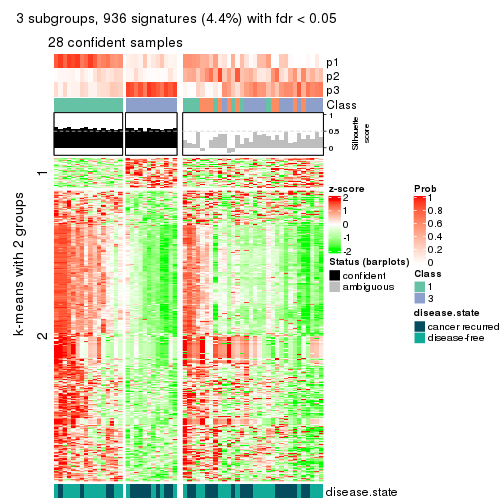 3 subgroups, 936 signatures (4.4%) with fdr < 0.05
28 confident samples
p1
p2
p3
Class
1
0.5
0
Silhouette
score
1
2
k-means with 2 groups
z-score
2
1
0
-1
-2
Status (barplots)
confident
ambiguous
Prob
1
0.8
0.6
0.4
0.2
0
Class
1
3
disease.state
cancer recurred
disease-free
disease.state